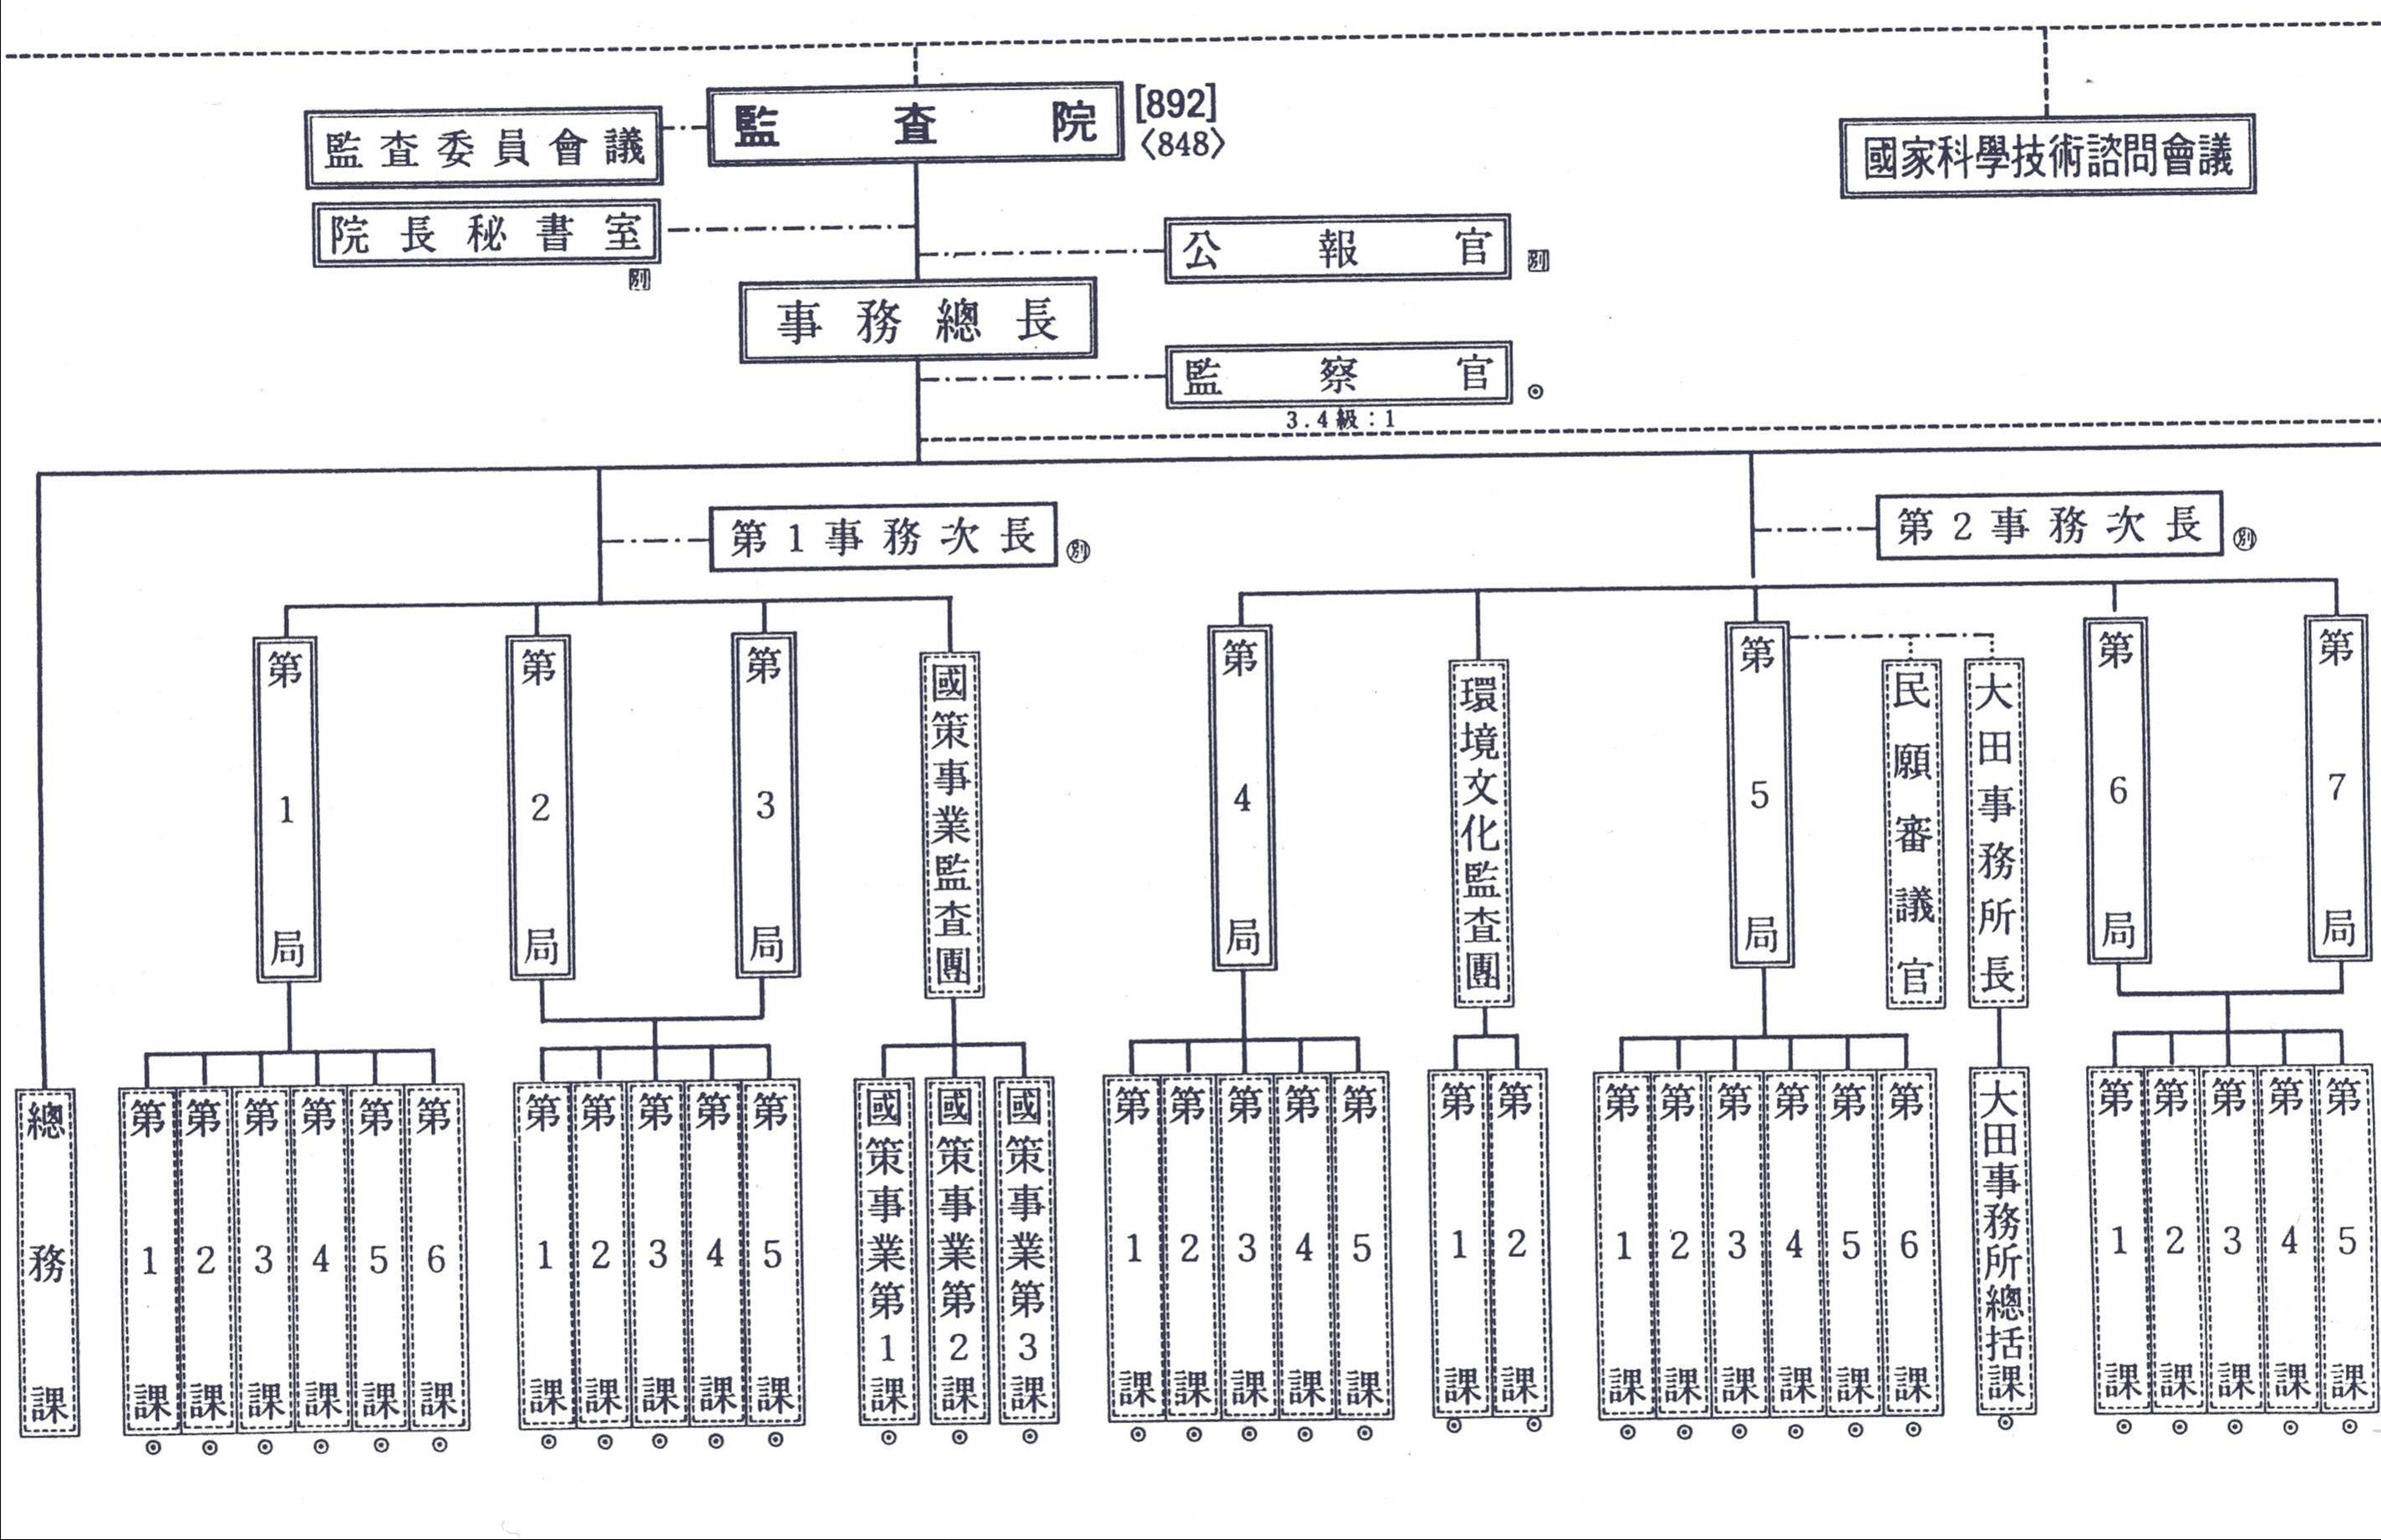 監査院 [892]
〈848〉
監査委員會議
國家科學技術諮問會議
院長秘書室
別
公報官 別
事務總長
監察官
3.4級:1
第1事務次長 別
第2事務次長 別
第1局
第2局
第3局
國策事業監査團
第4局
環境文化監査團
第5局
民願審議官
大田事務所長
第6局
第7局
總務課
第1課
第2課
第3課
第4課
第5課
第6課
第1課
第2課
第3課
第4課
第5課
國策事業第1課
國策事業第2課
國策事業第3課
第1課
第2課
第3課
第4課
第5課
第1課
第2課
第1課
第2課
第3課
第4課
第5課
第6課
大田事務所總括課
第1課
第2課
第3課
第4課
第5課